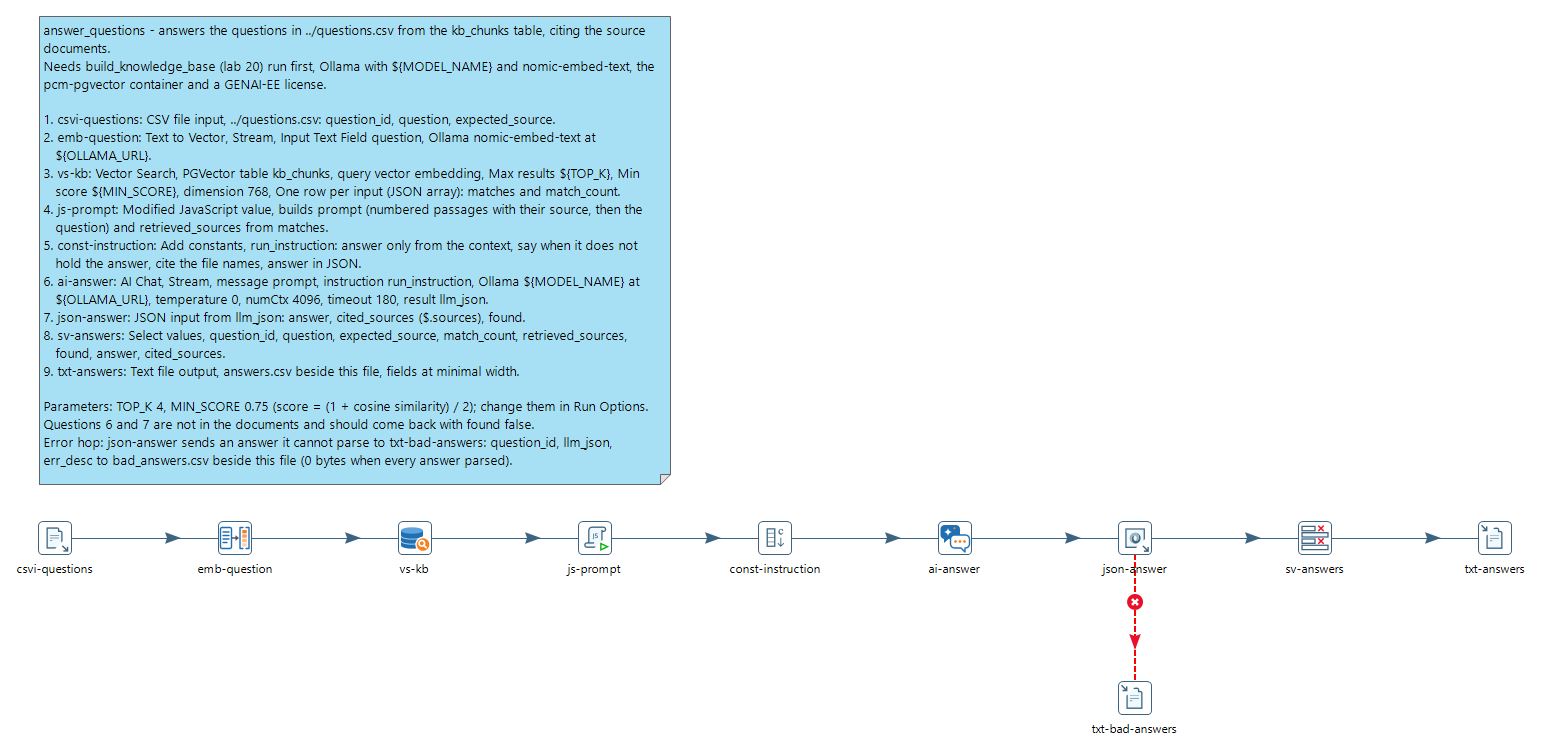 answer_questions - answers the questions in ../questions.csv from the kb_chunks table, citing the source
documents.
Needs build_knowledge_base (lab 20) run first, Ollama with ${MODEL_NAME} and nomic-embed-text, the
pcm-pgvector container and a GENAI-EE license.

1. csvi-questions: CSV file input, ../questions.csv: question_id, question, expected_source.
2. emb-question: Text to Vector, Stream, Input Text Field question, Ollama nomic-embed-text at
${OLLAMA_URL}.
3. vs-kb: Vector Search, PGVector table kb_chunks, query vector embedding, Max results ${TOP_K}, Min
score ${MIN_SCORE}, dimension 768, One row per input (JSON array): matches and match_count.
4. js-prompt: Modified JavaScript value, builds prompt (numbered passages with their source, then the
question) and retrieved_sources from matches.
5. const-instruction: Add constants, run_instruction: answer only from the context, say when it does not
hold the answer, cite the file names, answer in JSON.
6. ai-answer: AI Chat, Stream, message prompt, instruction run_instruction, Ollama ${MODEL_NAME} at
${OLLAMA_URL}, temperature 0, numCtx 4096, timeout 180, result llm_json.
7. json-answer: JSON input from llm_json: answer, cited_sources ($.sources), found.
8. sv-answers: Select values, question_id, question, expected_source, match_count, retrieved_sources,
found, answer, cited_sources.
9. txt-answers: Text file output, answers.csv beside this file, fields at minimal width.

Parameters: TOP_K 4, MIN_SCORE 0.75 (score = (1 + cosine similarity) / 2); change them in Run Options.
Questions 6 and 7 are not in the documents and should come back with found false.
Error hop: json-answer sends an answer it cannot parse to txt-bad-answers: question_id, llm_json,
err_desc to bad_answers.csv beside this file (0 bytes when every answer parsed).

csvi-questions
emb-question
vs-kb
js-prompt
const-instruction
ai-answer
json-answer
sv-answers
txt-answers
txt-bad-answers